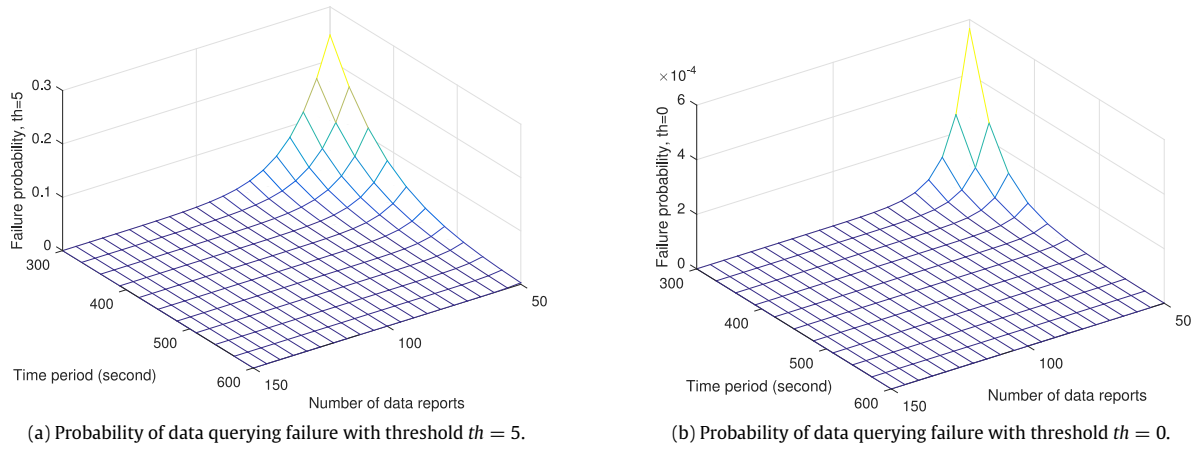 0.3
0.2
0.1
0
Failure probability, th=5
300
400
500
600
Time period (second)
150
100
50
Number of data reports
(a) Probability of data querying failure with threshold th = 5.
×10⁻⁴
6
4
2
0
Failure probability, th=0
300
400
500
600
Time period (second)
150
100
50
Number of data reports
(b) Probability of data querying failure with threshold th = 0.